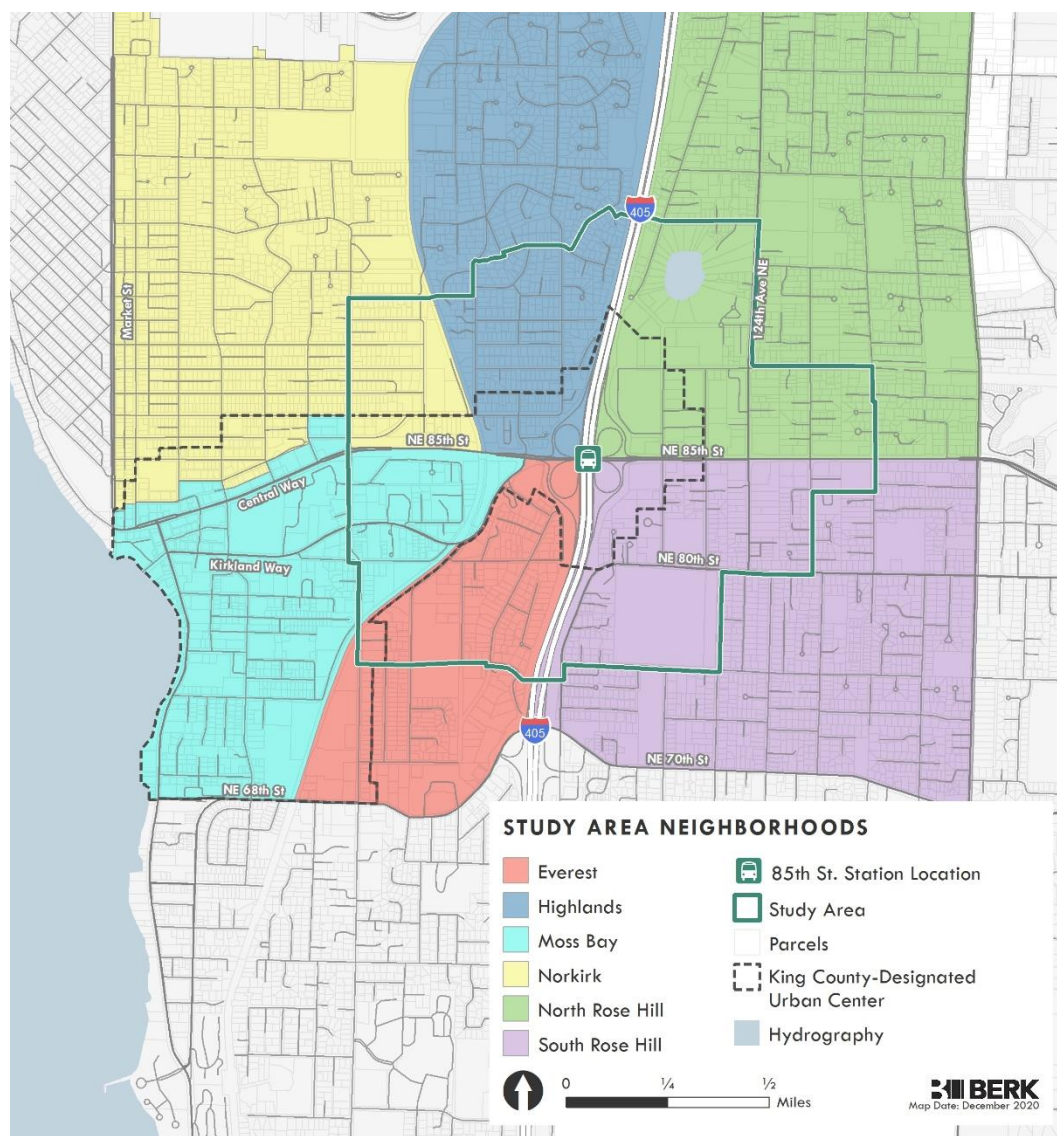 405
Market St
124th Ave NE
NE 85th St
NE 85th St
Central Way
Kirkland Way
NE 80th St
405
NE 70th St
NE 68th St
STUDY AREA NEIGHBORHOODS
Everest
Highlands
Moss Bay
Norkirk
North Rose Hill
South Rose Hill
85th St. Station Location
Study Area
Parcels
King County-Designated
Urban Center
Hydrography
0 ¼ ½
Miles
BERK
Map Date: December 2020